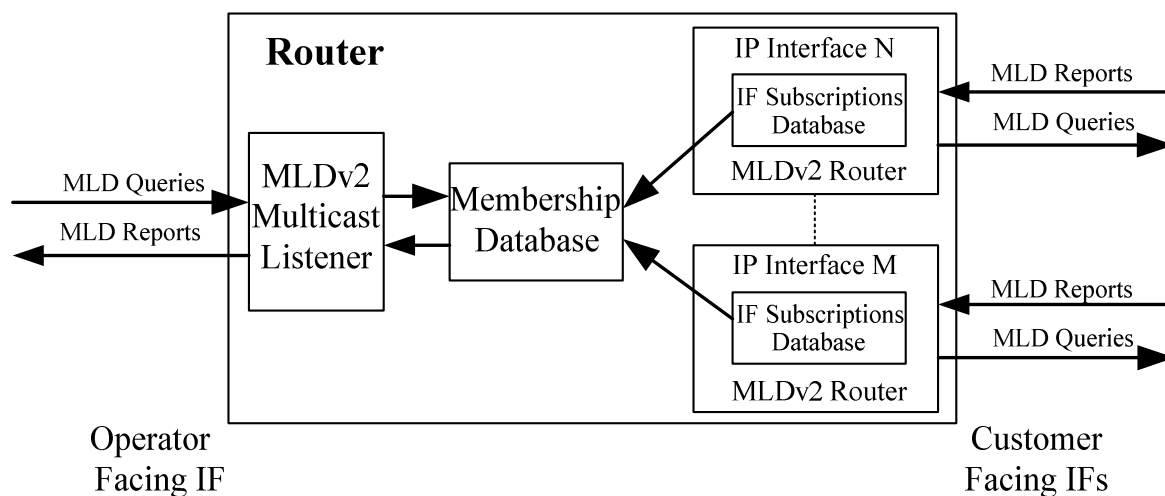 Router
IP Interface N
IF Subscriptions
Database
MLDv2 Router
MLD Reports
MLD Queries
MLD Queries
MLD Reports
MLDv2
Multicast
Listener
Membership
Database
IP Interface M
IF Subscriptions
Database
MLDv2 Router
MLD Reports
MLD Queries
Operator
Facing IF
Customer
Facing IFs